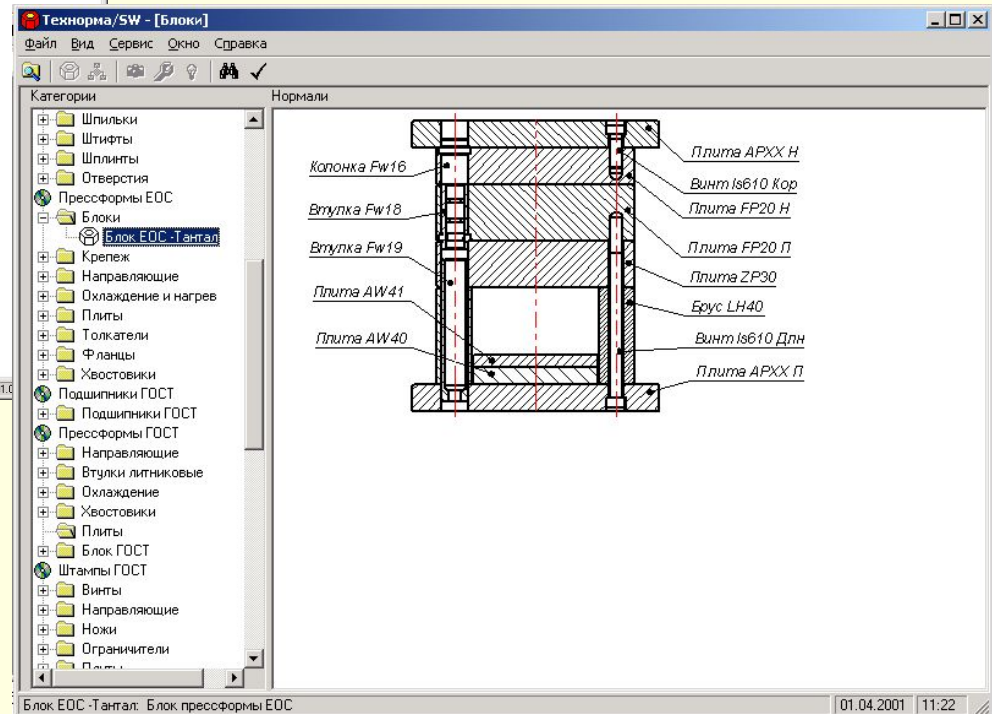 Технорма/SW - [Блоки]
Файл Вид Сервис Окно Справка
Категории
Нормали
Шпильки
Штифты
Шплинты
Отверстия
Прессформы ЕОС
Блоки
Блок ЕОС -Тантал
Крепеж
Направляющие
Охлаждение и нагрев
Плиты
Толкатели
Фланцы
Хвостовики
Подшипники ГОСТ
Подшипники ГОСТ
Прессформы ГОСТ
Направляющие
Втулки литниковые
Охлаждение
Хвостовики
Плиты
Блок ГОСТ
Штампы ГОСТ
Винты
Направляющие
Ножи
Ограничители
Колонка Fw16
Втулка Fw18
Втулка Fw19
Плита AW41
Плита AW40
Плита APXX Н
Винт Is610 Кор
Плита FP20 Н
Плита FP20 П
Плита ZP30
Брус LH40
Винт Is610 Длн
Плита APXX П
Блок ЕОС -Тантал: Блок прессформы ЕОС
01.04.2001
11:22